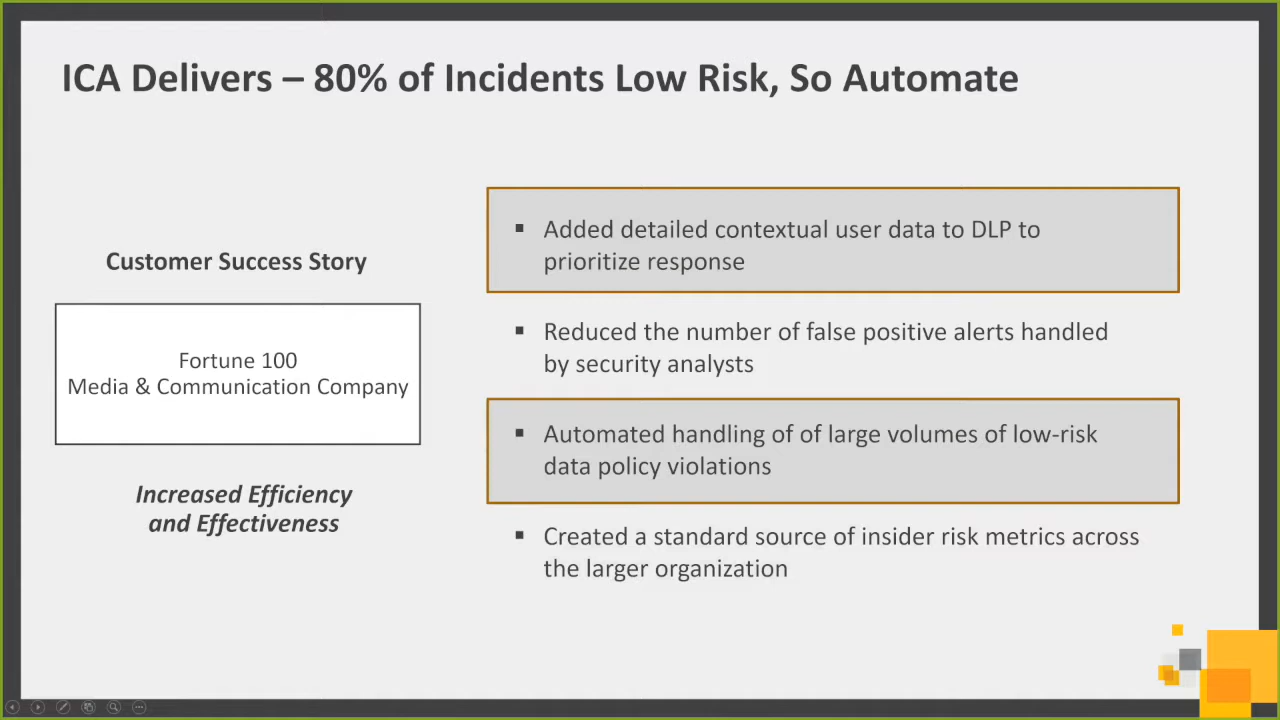 ICA Delivers – 80% of Incidents Low Risk, So Automate
Customer Success Story
Fortune 100
Media & Communication Company
Increased Efficiency
and Effectiveness
▪ Added detailed contextual user data to DLP to
prioritize response
▪ Reduced the number of false positive alerts handled
by security analysts
▪ Automated handling of of large volumes of low-risk
data policy violations
▪ Created a standard source of insider risk metrics across
the larger organization